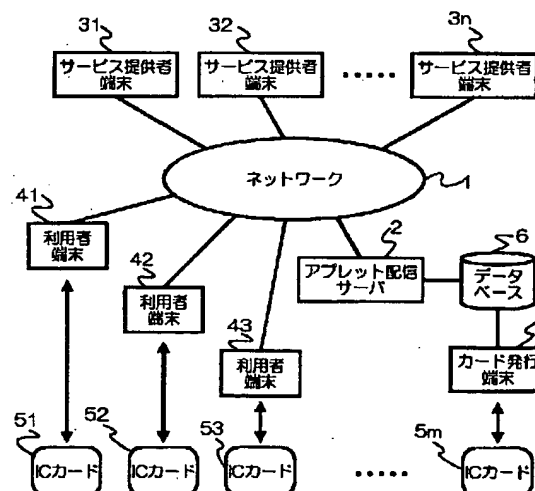 31
32
3n
サービス提供者
端末
サービス提供者
端末
‥‥‥
サービス提供者
端末
ネットワーク
1
41
利用者
端末
42
利用者
端末
43
利用者
端末
2
アプレット配信
サーバ
6
データ
ベース
カード発行
端末
51
ICカード
52
ICカード
53
ICカード
‥‥‥
5m
ICカード